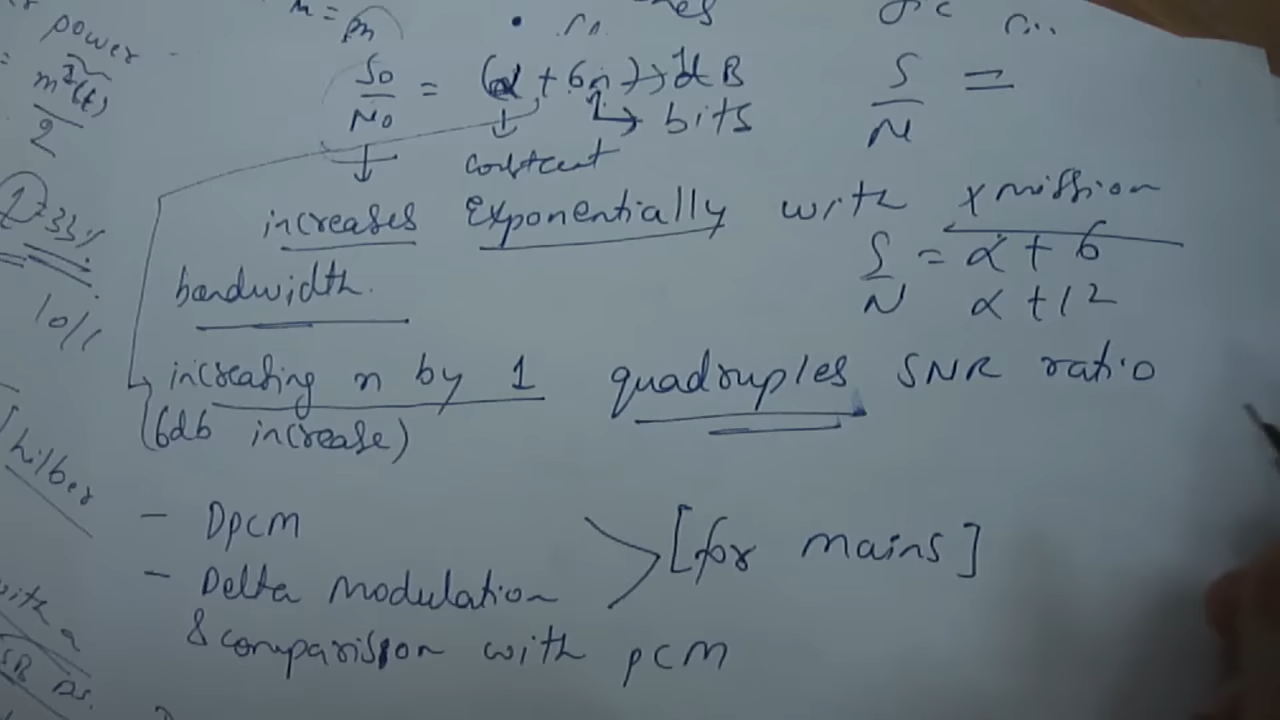 power
m²(t)
2
n =
So
No
= (α + 6n) → dB
→ bits
constant
S
N
=
increases Exponentially with xmission
bandwidth.
S
N
= α + 6
α + 12
33%
10%
increasing n by 1 quadruples SNR ratio
(6db increase)
hilber
- Dpcm
- Delta Modulation
& comparision with pcm
[for mains]
with a